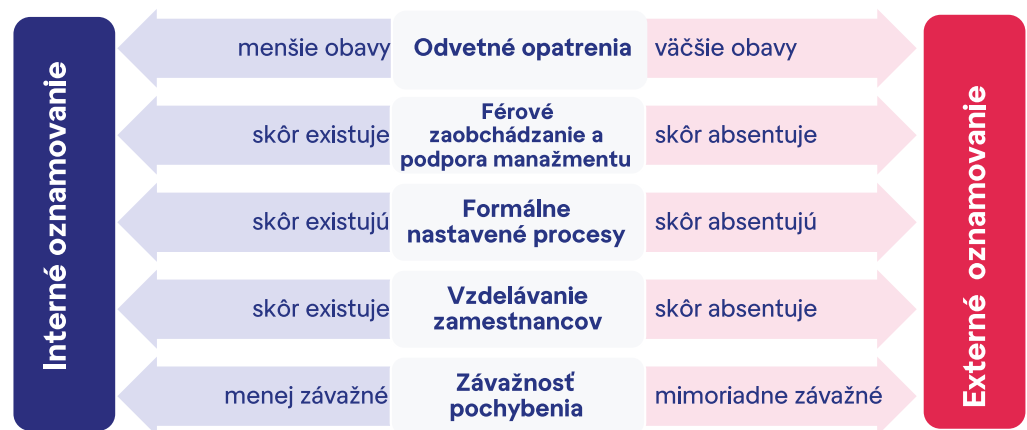 Interné oznamovanie
menšie obavy
Odvetné opatrenia
väčšie obavy
skôr existuje
Férové
zaobchádzanie a
podpora manažmentu
skôr absentuje
skôr existujú
Formálne
nastavené procesy
skôr absentujú
skôr existuje
Vzdelávanie
zamestnancov
skôr absentuje
menej závažné
Závažnosť
pochybenia
mimoriadne závažné
Externé oznamovanie